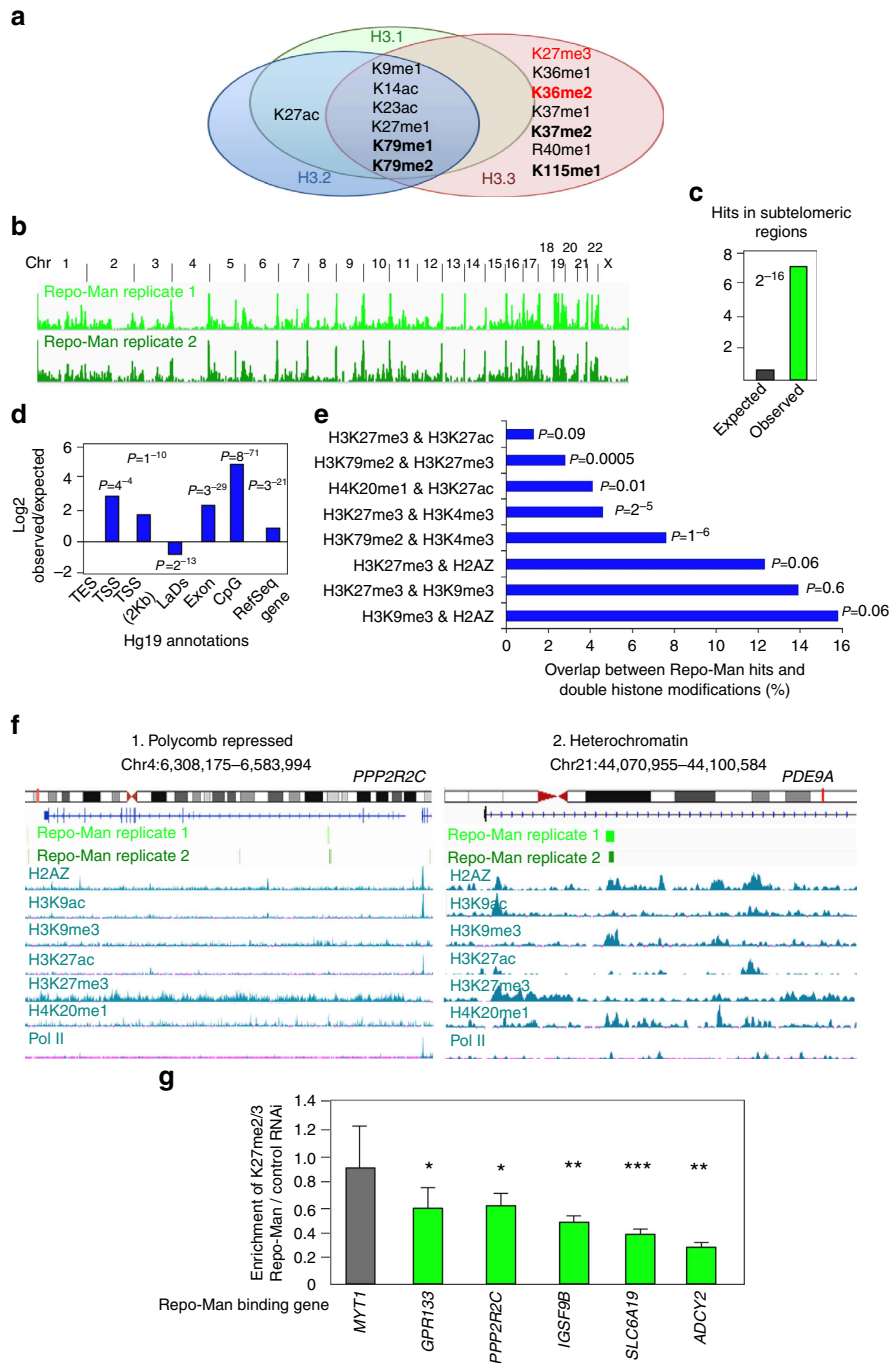 a
H3.1
K9me1
K14ac
K23ac
K27me1
K79me1
K79me2
K27ac
H3.2
K27me3
K36me1
K36me2
K37me1
K37me2
R40me1
K115me1
H3.3
b
Chr 1 2 3 4 5 6 7 8 9 10 11 12 13 14 15 16 17 18 19 20 21 22 X
Repo-Man replicate 1
Repo-Man replicate 2
c
Hits in subtelomeric
regions
8
6
4
2
2⁻¹⁶
Expected
Observed
d
Log2
observed/expected
6
4
2
0
−2
P=4⁻⁴
P=1⁻¹⁰
P=2⁻¹³
P=3⁻²⁹
P=8⁻⁷¹
P=3⁻²¹
TES
TSS
TSS
(2Kb)
LaDs
Exon
CpG
RefSeq
gene
Hg19 annotations
e
H3K27me3 & H3K27ac P=0.09
H3K79me2 & H3K27me3 P=0.0005
H4K20me1 & H3K27ac P=0.01
H3K27me3 & H3K4me3 P=2⁻⁵
H3K79me2 & H3K4me3 P=1⁻⁶
H3K27me3 & H2AZ P=0.06
H3K27me3 & H3K9me3 P=0.6
H3K9me3 & H2AZ P=0.06
0 2 4 6 8 10 12 14 16
Overlap between Repo-Man hits and
double histone modifications (%)
f
1. Polycomb repressed
Chr4:6,308,175–6,583,994
PPP2R2C
Repo-Man replicate 1
Repo-Man replicate 2
H2AZ
H3K9ac
H3K9me3
H3K27ac
H3K27me3
H4K20me1
Pol II
2. Heterochromatin
Chr21:44,070,955–44,100,584
PDE9A
Repo-Man replicate 1
Repo-Man replicate 2
H2AZ
H3K9ac
H3K9me3
H3K27ac
H3K27me3
H4K20me1
Pol II
g
Enrichment of K27me2/3
Repo-Man / control RNAi
1.4
1.2
1.0
0.8
0.6
0.4
0.2
0
* * ** *** **
Repo-Man binding gene
MYT1
GPR133
PPP2R2C
IGSF9B
SLC6A19
ADCY2